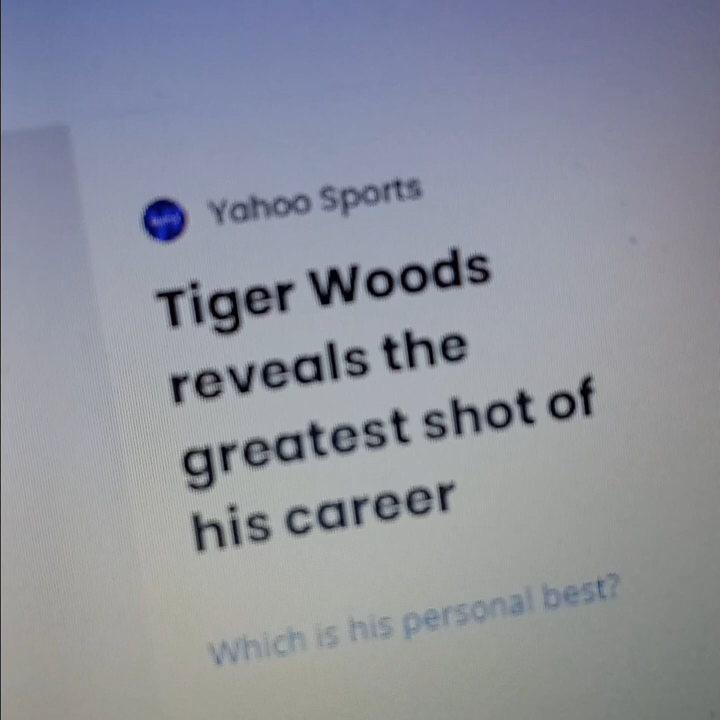 Yahoo Sports
Tiger Woods
reveals the
greatest shot of
his career
Which is his personal best?